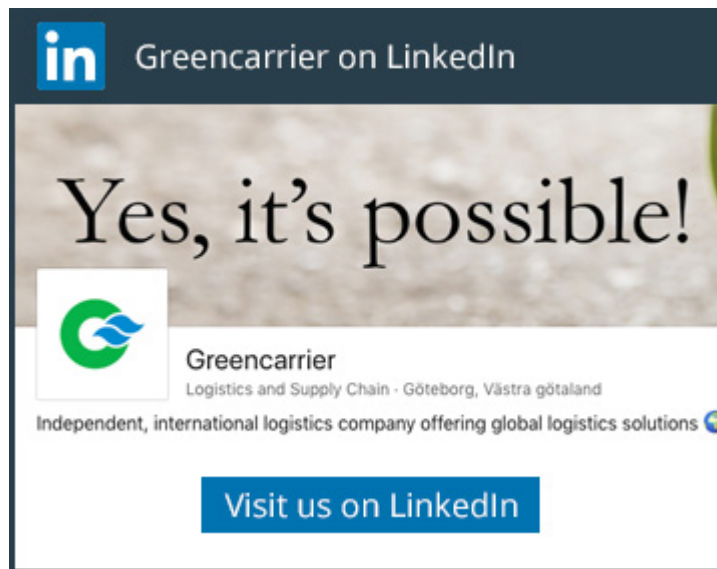 in Greencarrier on LinkedIn
Yes, it's possible!
Greencarrier
Logistics and Supply Chain · Göteborg, Västra götaland
Independent, international logistics company offering global logistics solutions
Visit us on LinkedIn